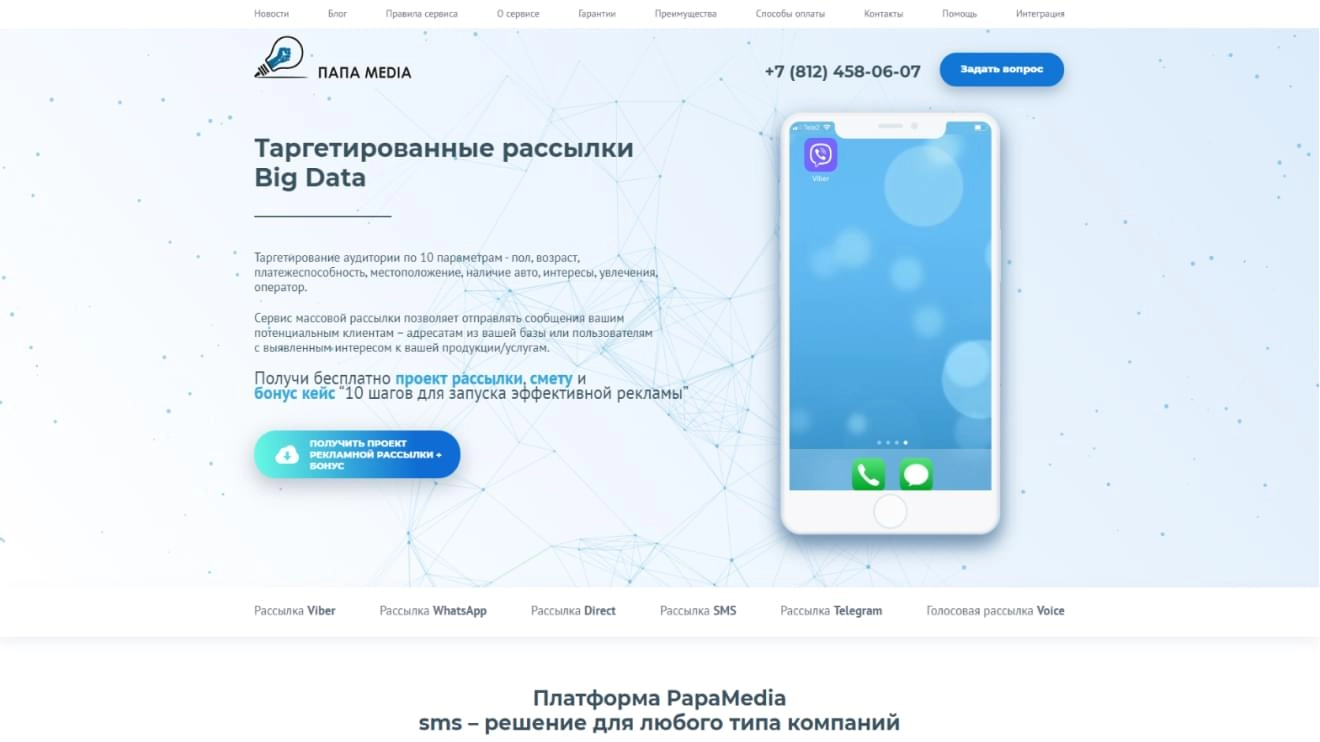 Новости Блог Правила сервиса О сервисе Гарантии Преимущества Способы оплаты Контакты Помощь Интеграция
ПАПА MEDIA
+7 (812) 458-06-07
Задать вопрос
Таргетированные рассылки
Big Data
Таргетирование аудитории по 10 параметрам - пол, возраст,
платежеспособность, местоположение, наличие авто, интересы, увлечения,
оператор.
Сервис массовой рассылки позволяет отправлять сообщения вашим
потенциальным клиентам – адресатам из вашей базы или пользователям
с выявленным интересом к вашей продукции/услугам.
Получи бесплатно проект рассылки, смету и
бонус кейс “10 шагов для запуска эффективной рекламы”
ПОЛУЧИТЬ ПРОЕКТ
РЕКЛАМНОЙ РАССЫЛКИ +
БОНУС
Tele2
Viber
Рассылка Viber Рассылка WhatsApp Рассылка Direct Рассылка SMS Рассылка Telegram Голосовая рассылка Voice
Платформа PapaMedia
sms – решение для любого типа компаний